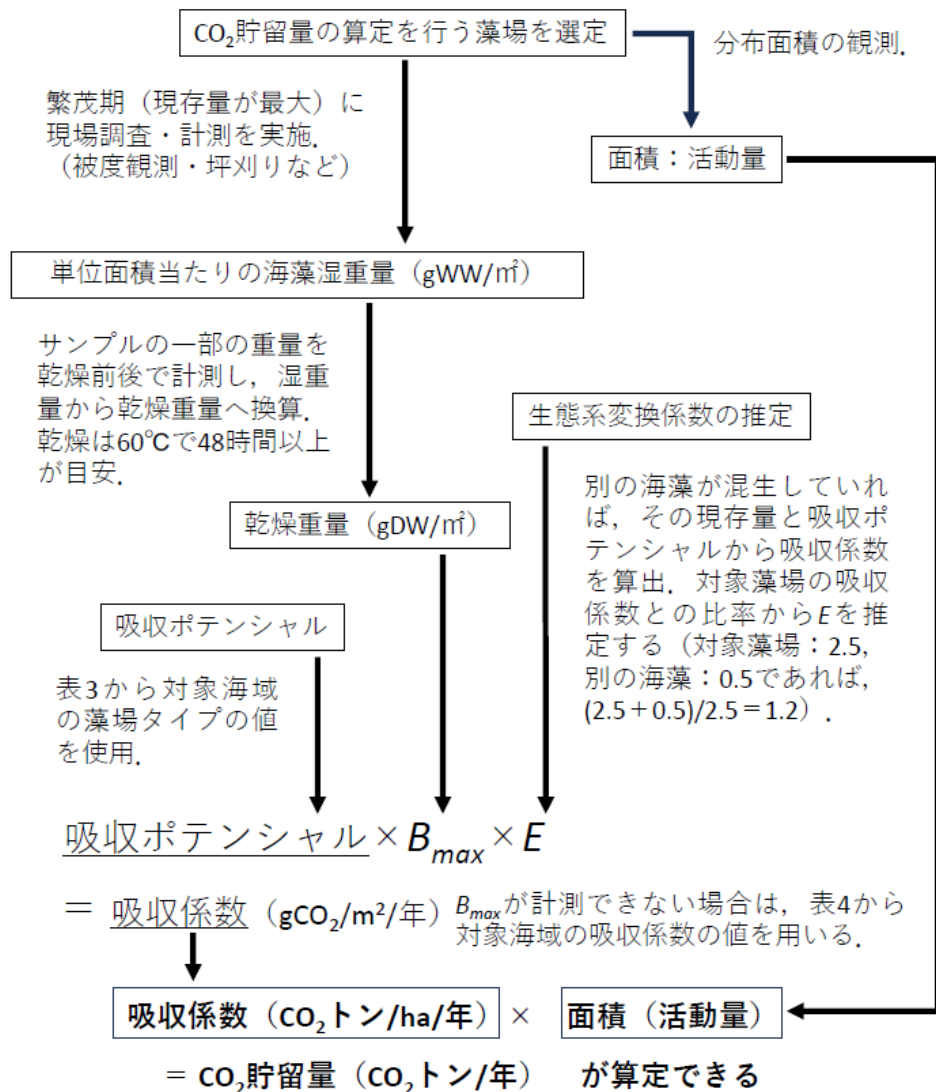 CO₂貯留量の算定を行う藻場を選定
分布面積の観測.
繁茂期（現存量が最大）に
現場調査・計測を実施.
（被度観測・坪刈りなど）
面積：活動量
単位面積当たりの海藻湿重量（gWW/㎡）
サンプルの一部の重量を
乾燥前後で計測し，湿重
量から乾燥重量へ換算.
乾燥は60℃で48時間以上
が目安.
生態系変換係数の推定
別の海藻が混生していれ
ば，その現存量と吸収ポ
テンシャルから吸収係数
を算出．対象藻場の吸収
係数との比率からEを推
定する（対象藻場：2.5，
別の海藻：0.5であれば，
(2.5＋0.5)/2.5＝1.2）.
乾燥重量（gDW/㎡）
吸収ポテンシャル
表3から対象海域
の藻場タイプの値
を使用.
吸収ポテンシャル × Bmax × E
＝ 吸収係数（gCO₂/m²/年）
Bmaxが計測できない場合は，表4から
対象海域の吸収係数の値を用いる.
吸収係数（CO₂トン/ha/年） × 面積（活動量）
＝ CO₂貯留量（CO₂トン/年） が算定できる